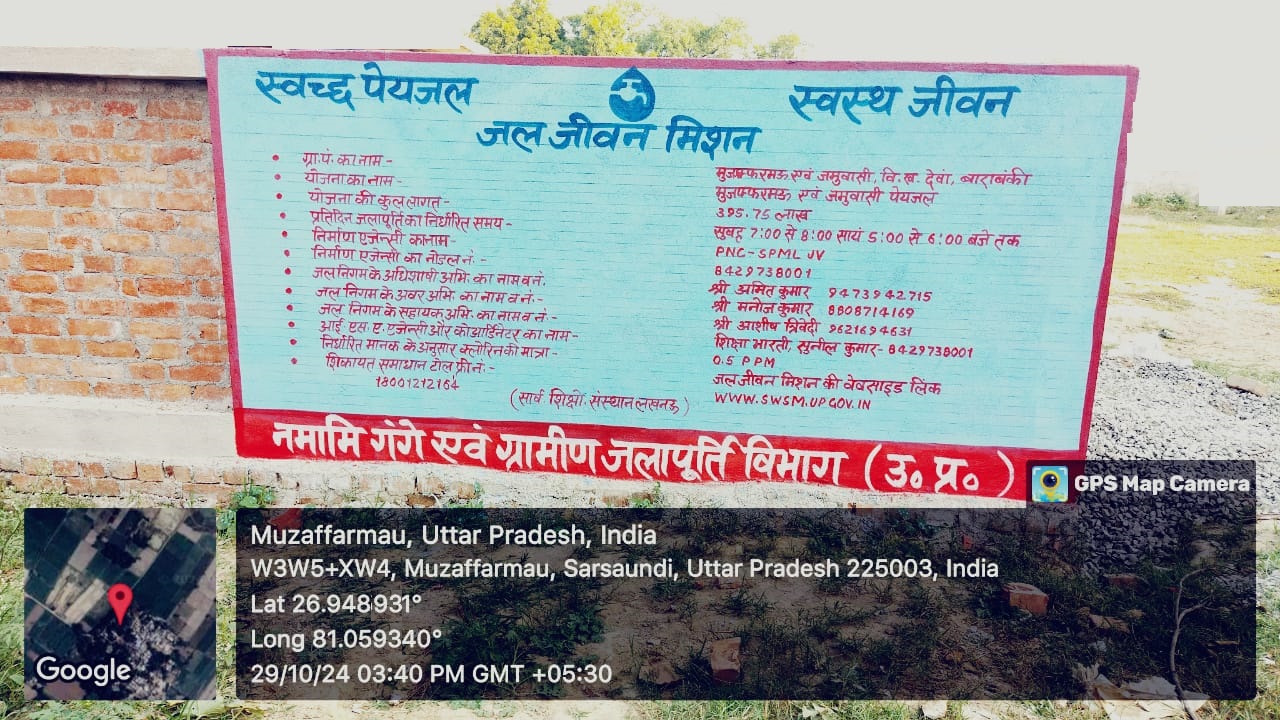 स्वच्छ पेयजल
स्वस्थ जीवन
जल जीवन मिशन
• ग्रा.पं. का नाम - मुजफ्फरमऊ एवं जमुवासी, वि.ख. देवां, बाराबंकी
• योजना का नाम - मुजफ्फरमऊ एवं जमुवासी पेयजल
• योजना की कुल लागत - 395.75 लाख
• प्रतिदिन जलापूर्ति का निर्धारित समय - सुबह 7:00 से 8:00 सायं 5:00 से 6:00 बजे तक
• निर्माण एजेन्सी का नाम - PNC-SPML JV
• निर्माण एजेन्सी का नोडल नं: - 8429738001
• जल निगम के अधिशाषी अभि. का नाम व नं. श्री अमित कुमार 9473942715
• जल निगम के अवर अभि. का नाम व नं:- श्री मनोज कुमार 8808714169
• जल निगम के सहायक अभि. का नाम व नं:- श्री आशीष त्रिवेदी 9621694631
• आई. एस. ए. एजेन्सी और कोआर्डिनेटर का नाम - शिक्षा भारती, सुनील कुमार - 8429738001
• निर्धारित मानक के अनुसार क्लोरिन की मात्रा - 0.5 PPM
• शिकायत समाधान टोल फ्री नं:- जल जीवन मिशन की वेबसाइड लिंक
18001212164 WWW.SWSM.UP.GOV.IN
(सार्व शिक्षा संस्थान लखनऊ)
नमामि गंगे एवं ग्रामीण जलापूर्ति विभाग (उ० प्र०)
GPS Map Camera
Muzaffarmau, Uttar Pradesh, India
W3W5+XW4, Muzaffarmau, Sarsaundi, Uttar Pradesh 225003, India
Lat 26.948931°
Long 81.059340°
29/10/24 03:40 PM GMT +05:30
Google